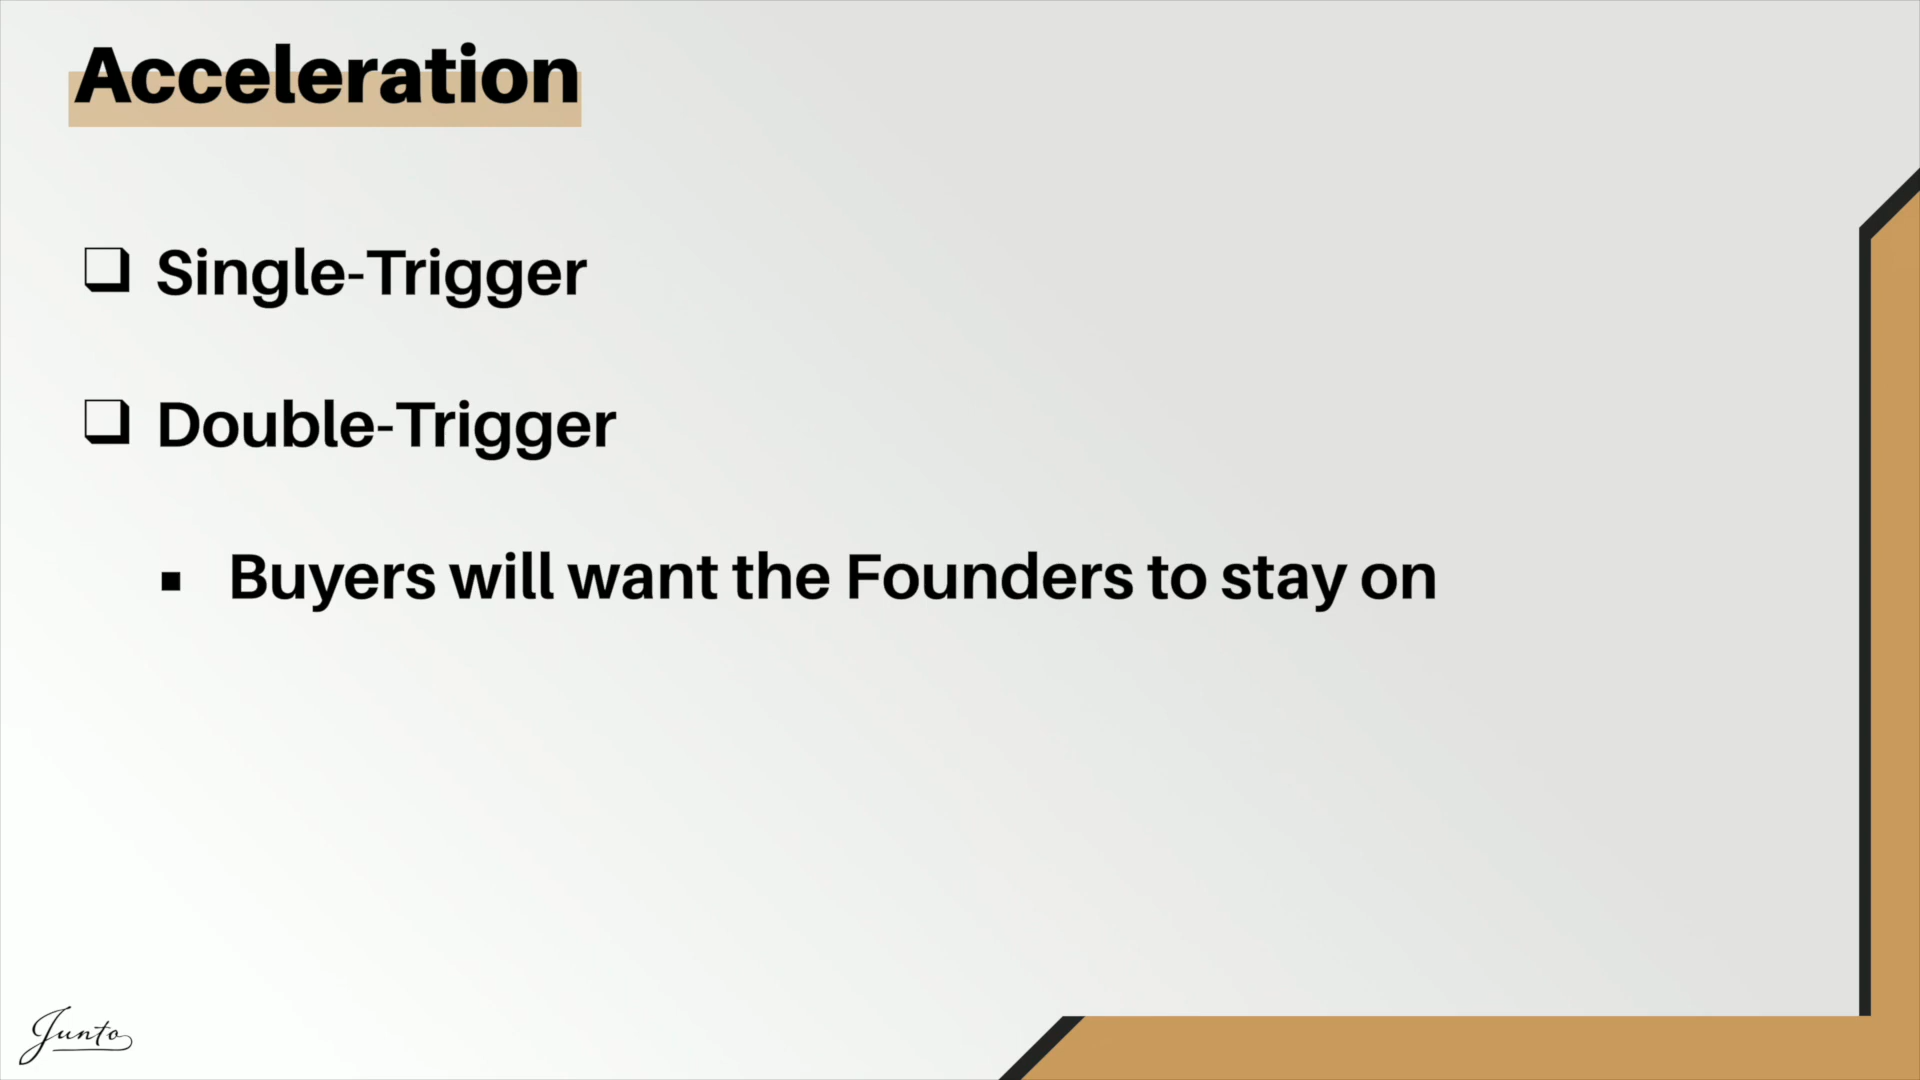 Acceleration
Single-Trigger
Double-Trigger
Buyers will want the Founders to stay on
Junto